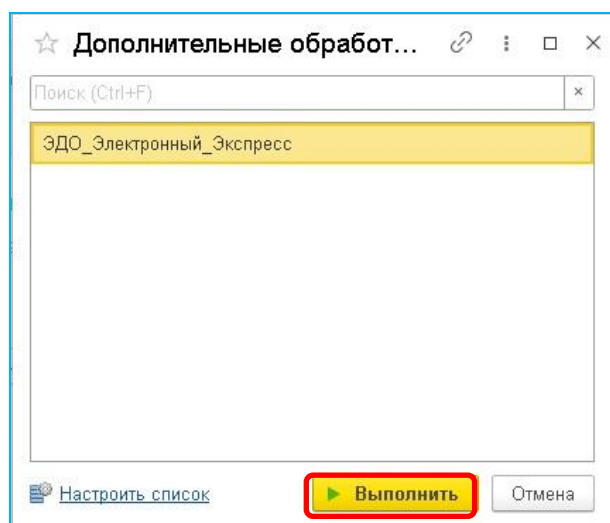 Дополнительные обработ...
Поиск (Ctrl+F)
ЭДО_Электронный_Экспресс
Настроить список
Выполнить
Отмена